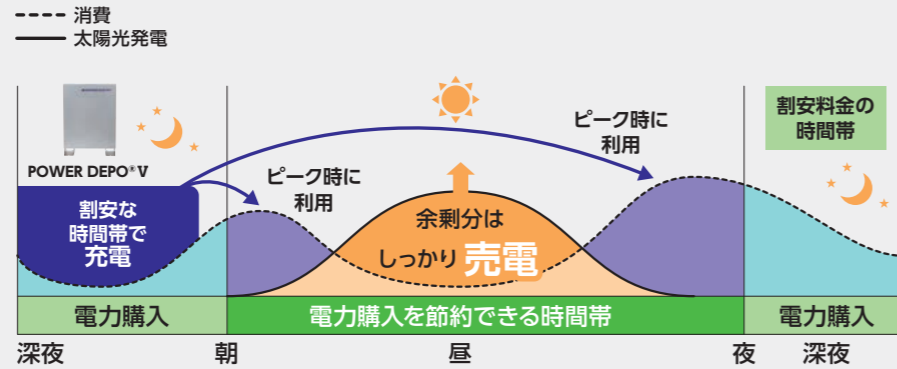 消費
太陽光発電
POWER DEPO® V
割安な
時間帯で
充電
ピーク時に
利用
余剰分は
しっかり 売電
ピーク時に
利用
割安料金の
時間帯
電力購入
電力購入を節約できる時間帯
電力購入
深夜
朝
昼
夜
深夜